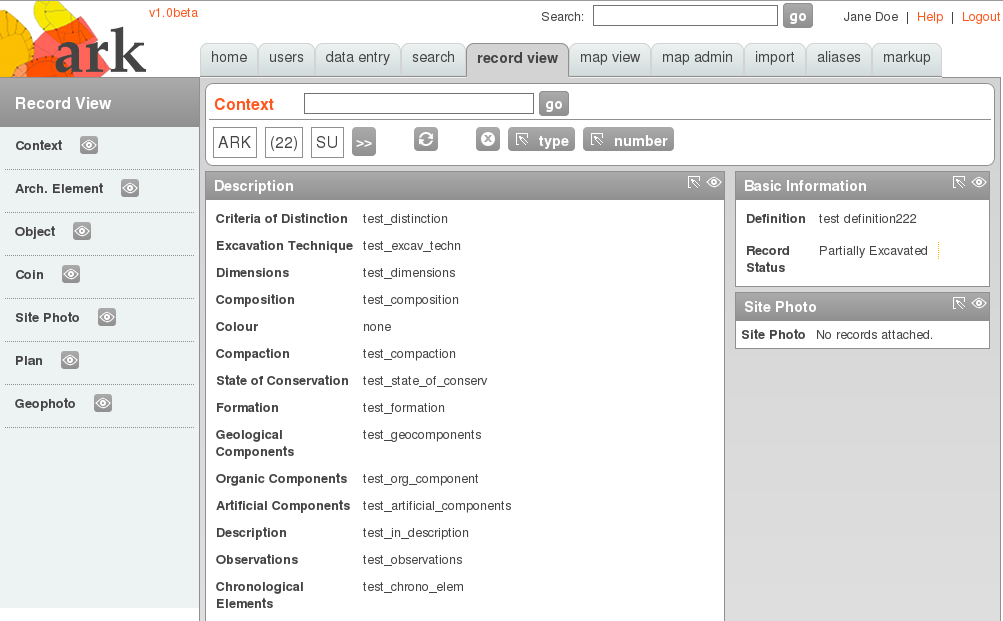 ark
v1.0beta
Search: go Jane Doe | Help | Logout
home users data entry search record view map view map admin import aliases markup
Record View
Context
Arch. Element
Object
Coin
Site Photo
Plan
Geophoto
Context go
ARK (22) SU >> type number
Description
Criteria of Distinction test_distinction
Excavation Technique test_excav_techn
Dimensions test_dimensions
Composition test_composition
Colour none
Compaction test_compaction
State of Conservation test_state_of_conserv
Formation test_formation
Geological test_geocomponents
Components
Organic Components test_org_component
Artificial Components test_artificial_components
Description test_in_description
Observations test_observations
Chronological test_chrono_elem
Elements
Basic Information
Definition test definition222
Record Partially Excavated
Status
Site Photo
Site Photo No records attached.